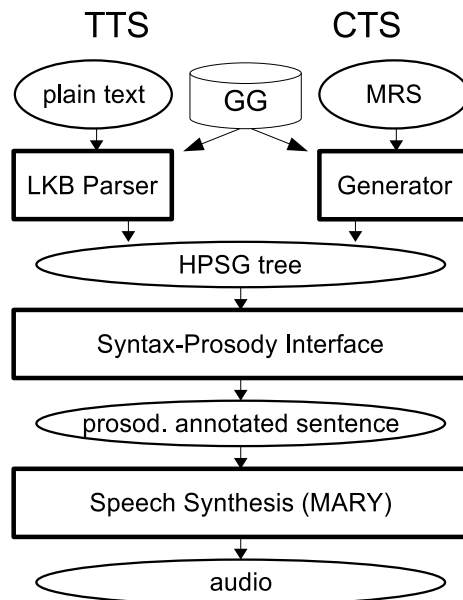 TTS CTS
plain text GG MRS
LKB Parser Generator
HPSG tree
Syntax-Prosody Interface
prosod. annotated sentence
Speech Synthesis (MARY)
audio